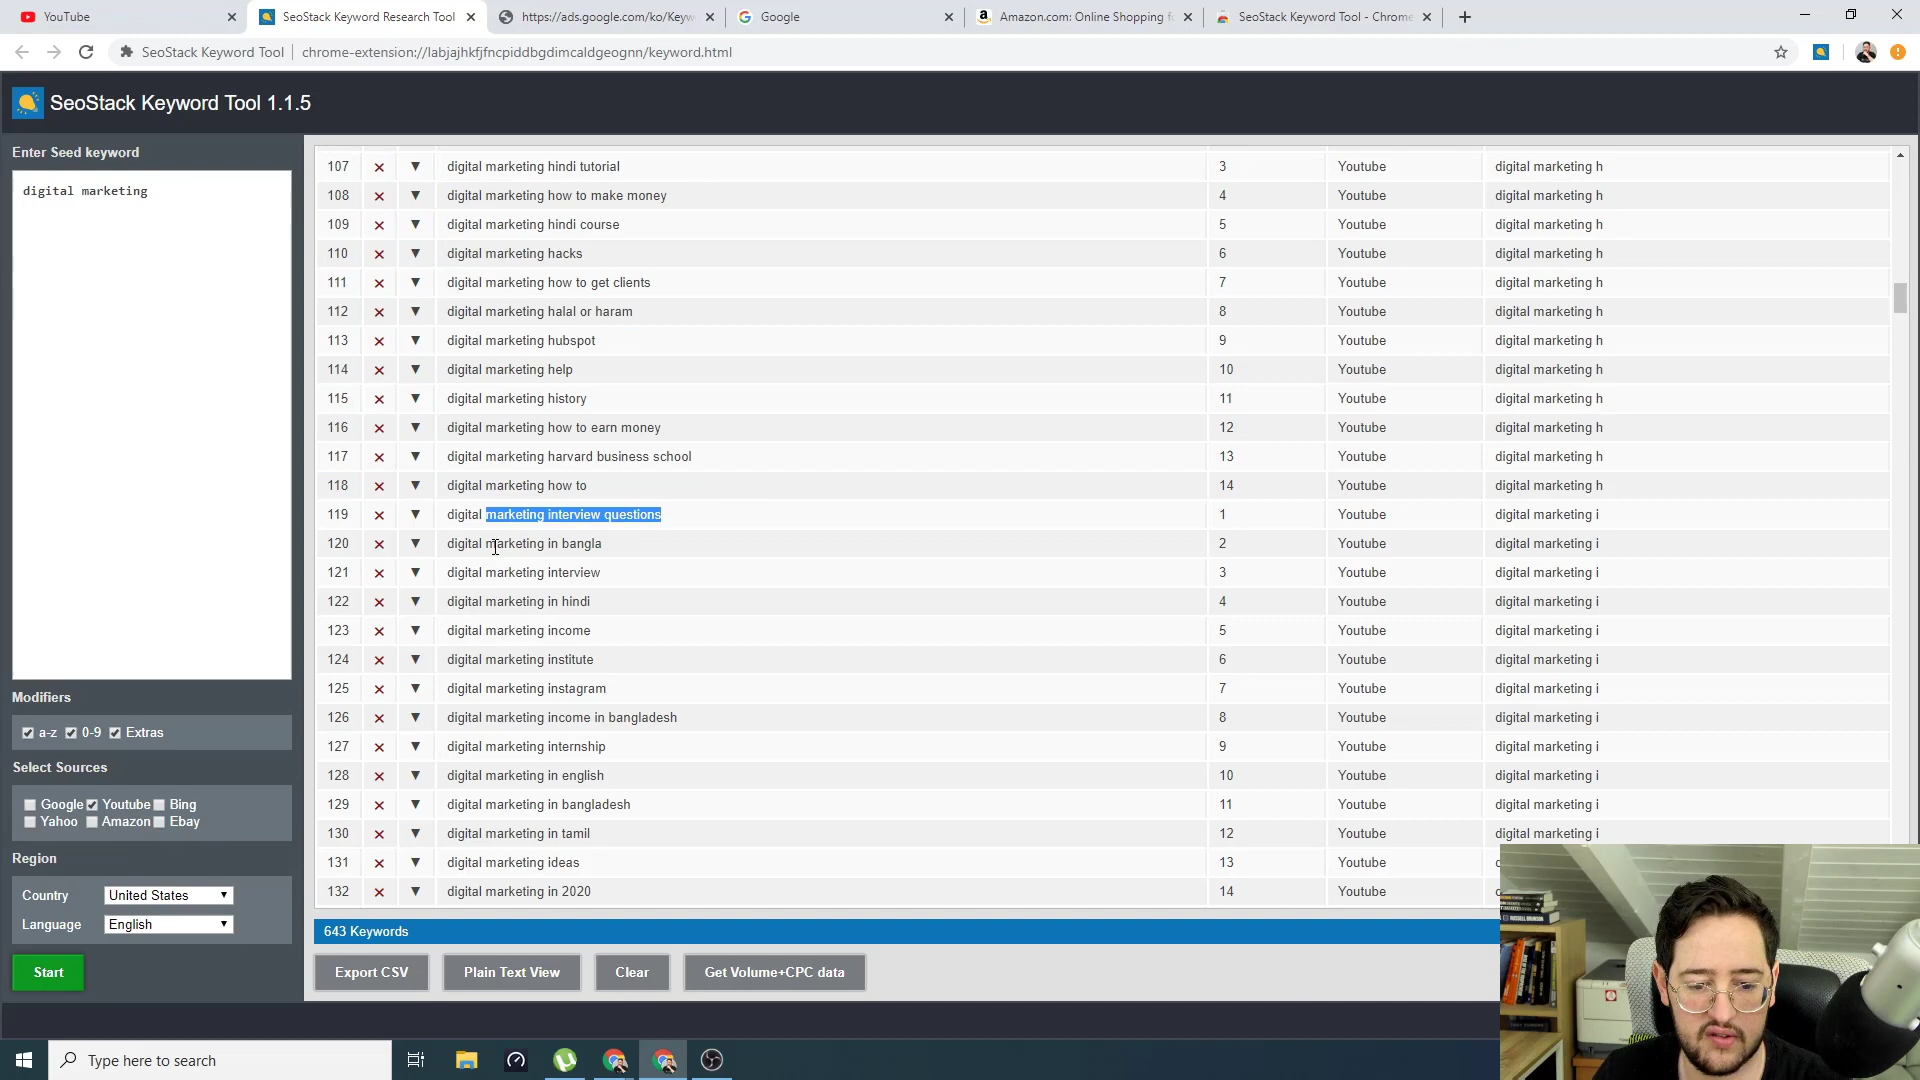 YouTube
SeoStack Keyword Research Tool
https://ads.google.com/ko/Keyw
Google
Amazon.com: Online Shopping f
SeoStack Keyword Tool - Chrome
SeoStack Keyword Tool
chrome-extension://labjajhkfjfncpiddbgdimcaldgeognn/keyword.html
SeoStack Keyword Tool 1.1.5
Enter Seed keyword
digital marketing
Modifiers
a-z 0-9 Extras
Select Sources
Google Youtube Bing
Yahoo Amazon Ebay
Region
Country United States
Language English
Start
107 digital marketing hindi tutorial 3 Youtube digital marketing h
108 digital marketing how to make money 4 Youtube digital marketing h
109 digital marketing hindi course 5 Youtube digital marketing h
110 digital marketing hacks 6 Youtube digital marketing h
111 digital marketing how to get clients 7 Youtube digital marketing h
112 digital marketing halal or haram 8 Youtube digital marketing h
113 digital marketing hubspot 9 Youtube digital marketing h
114 digital marketing help 10 Youtube digital marketing h
115 digital marketing history 11 Youtube digital marketing h
116 digital marketing how to earn money 12 Youtube digital marketing h
117 digital marketing harvard business school 13 Youtube digital marketing h
118 digital marketing how to 14 Youtube digital marketing h
119 digital marketing interview questions 1 Youtube digital marketing i
120 digital marketing in bangla 2 Youtube digital marketing i
121 digital marketing interview 3 Youtube digital marketing i
122 digital marketing in hindi 4 Youtube digital marketing i
123 digital marketing income 5 Youtube digital marketing i
124 digital marketing institute 6 Youtube digital marketing i
125 digital marketing instagram 7 Youtube digital marketing i
126 digital marketing income in bangladesh 8 Youtube digital marketing i
127 digital marketing internship 9 Youtube digital marketing i
128 digital marketing in english 10 Youtube digital marketing i
129 digital marketing in bangladesh 11 Youtube digital marketing i
130 digital marketing in tamil 12 Youtube digital marketing i
131 digital marketing ideas 13 Youtube
132 digital marketing in 2020 14 Youtube
643 Keywords
Export CSV
Plain Text View
Clear
Get Volume+CPC data
Type here to search